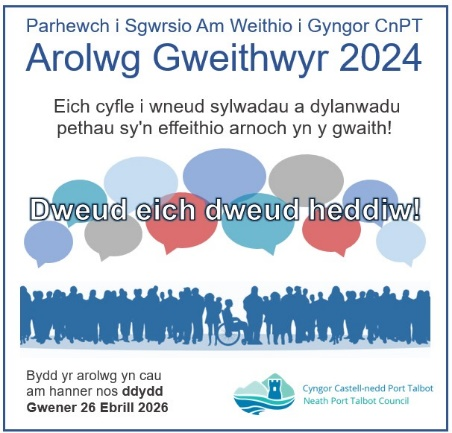 Parhewch i Sgwrsio Am Weithio i Gyngor CnPT
Arolwg Gweithwyr 2024
Eich cyfle i wneud sylwadau a dylanwadu
pethau sy'n effeithio arnoch yn y gwaith!
Dweud eich dweud heddiw!
Bydd yr arolwg yn cau
am hanner nos ddydd
Gwener 26 Ebrill 2026
Cyngor Castell-nedd Port Talbot
Neath Port Talbot Council